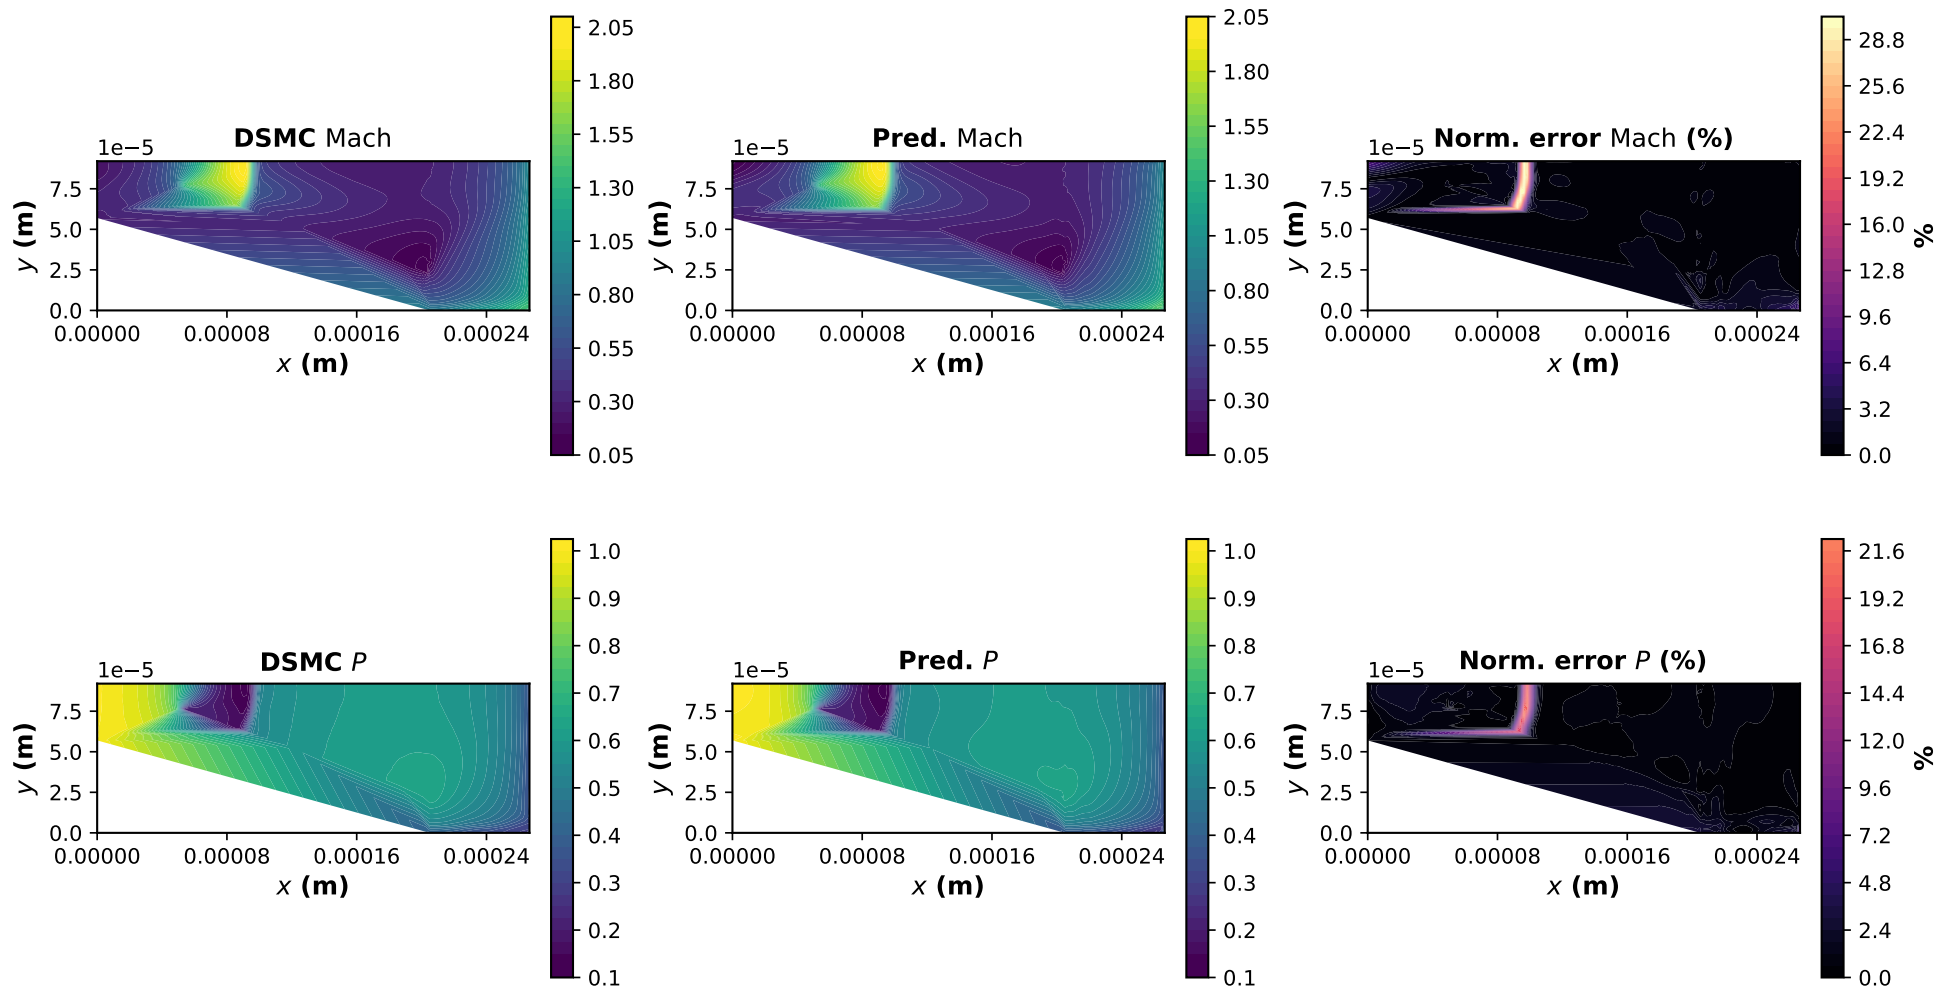 DSMC Mach
1e−5
y (m)
7.5
5.0
2.5
0.0
0.00000 0.00008 0.00016 0.00024
x (m)
2.05
1.80
1.55
1.30
1.05
0.80
0.55
0.30
0.05
Pred. Mach
1e−5
y (m)
7.5
5.0
2.5
0.0
0.00000 0.00008 0.00016 0.00024
x (m)
2.05
1.80
1.55
1.30
1.05
0.80
0.55
0.30
0.05
Norm. error Mach (%)
1e−5
y (m)
7.5
5.0
2.5
0.0
0.00000 0.00008 0.00016 0.00024
x (m)
28.8
25.6
22.4
19.2
16.0
12.8
9.6
6.4
3.2
0.0
%
DSMC P
1e−5
y (m)
7.5
5.0
2.5
0.0
0.00000 0.00008 0.00016 0.00024
x (m)
1.0
0.9
0.8
0.7
0.6
0.5
0.4
0.3
0.2
0.1
Pred. P
1e−5
y (m)
7.5
5.0
2.5
0.0
0.00000 0.00008 0.00016 0.00024
x (m)
1.0
0.9
0.8
0.7
0.6
0.5
0.4
0.3
0.2
0.1
Norm. error P (%)
1e−5
y (m)
7.5
5.0
2.5
0.0
0.00000 0.00008 0.00016 0.00024
x (m)
21.6
19.2
16.8
14.4
12.0
9.6
7.2
4.8
2.4
0.0
%